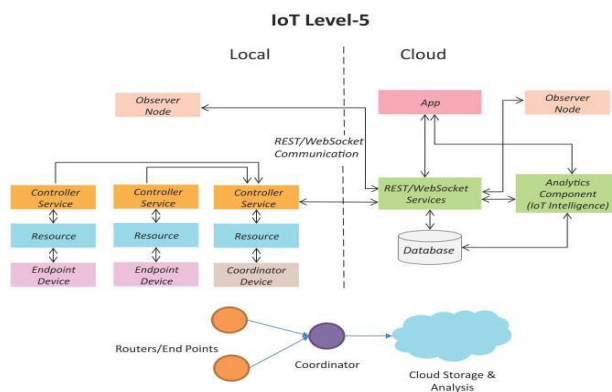 IoT Level-5
Local
Cloud
Observer
Node
App
Observer
Node
REST/WebSocket
Communication
Controller
Service
Controller
Service
Controller
Service
REST/WebSocket
Services
Analytics
Component
(IoT Intelligence)
Resource
Resource
Resource
Database
Endpoint
Device
Endpoint
Device
Coordinator
Device
Routers/End Points
Coordinator
Cloud Storage &
Analysis